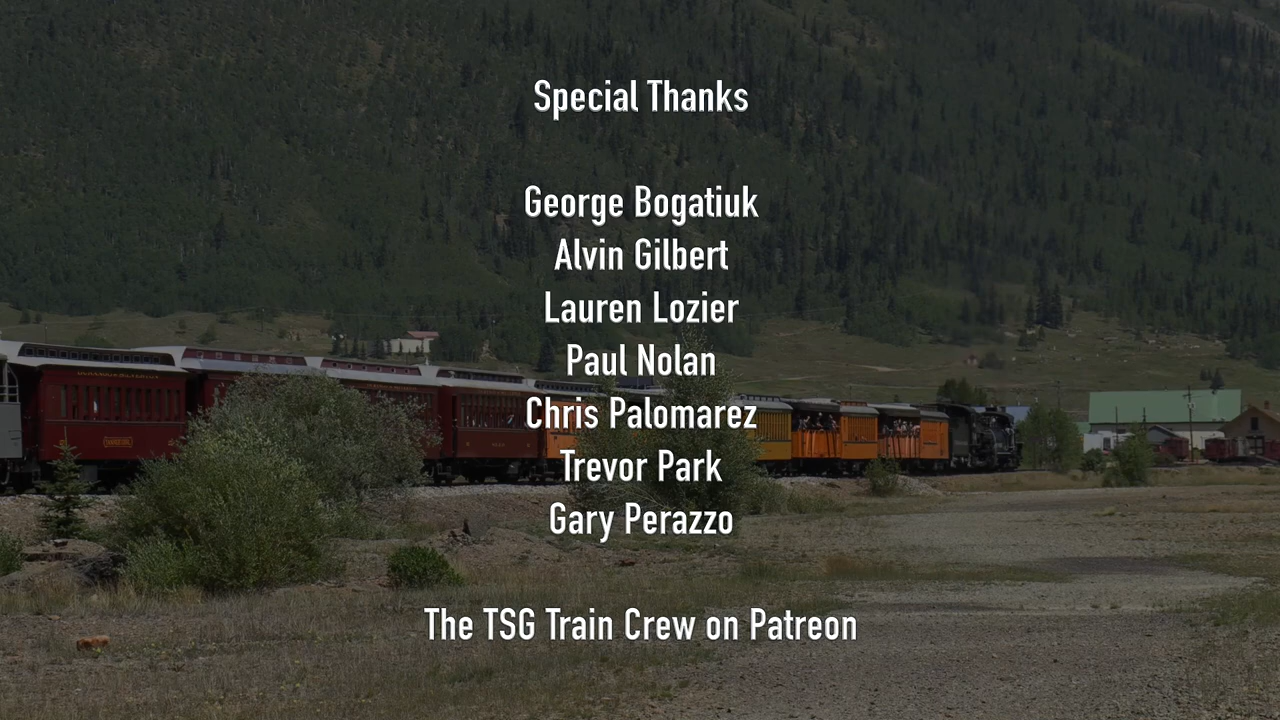 Special Thanks
George Bogatiuk
Alvin Gilbert
Lauren Lozier
Paul Nolan
Chris Palomarez
Trevor Park
Gary Perazzo
The TSG Train Crew on Patreon